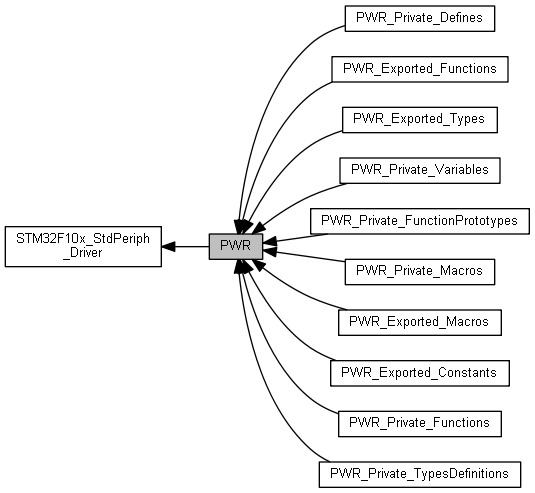 PWR_Private_Defines
PWR_Exported_Functions
PWR_Exported_Types
PWR_Private_Variables
PWR_Private_FunctionPrototypes
STM32F10x_StdPeriph
_Driver
PWR
PWR_Private_Macros
PWR_Exported_Macros
PWR_Exported_Constants
PWR_Private_Functions
PWR_Private_TypesDefinitions